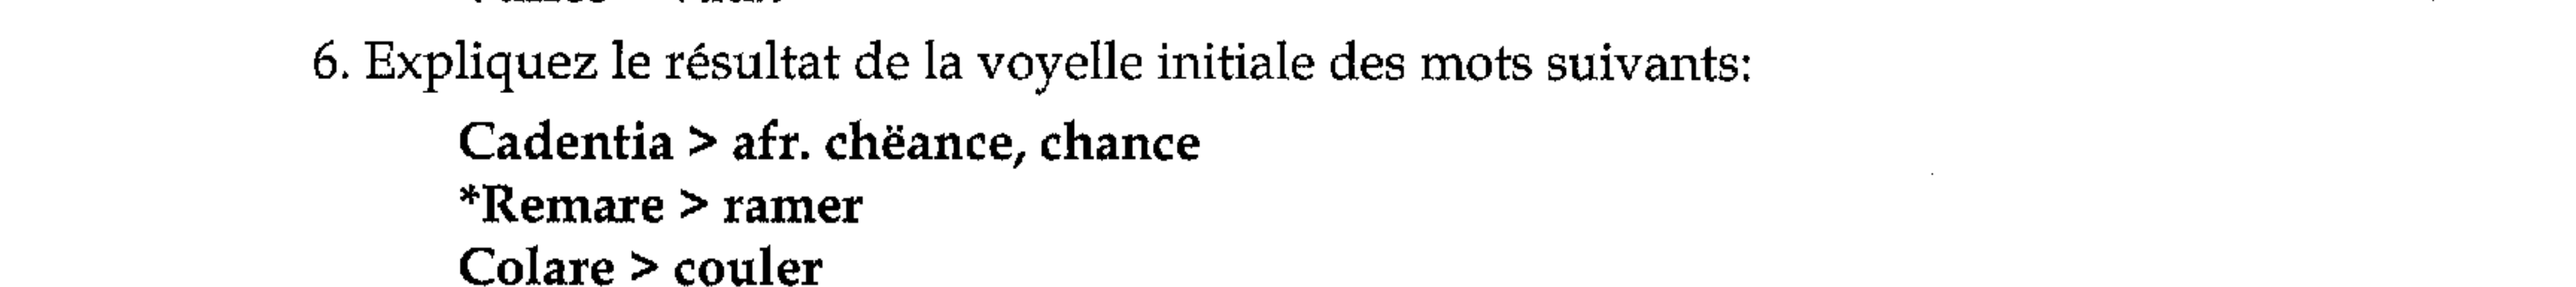 6. Expliquez le résultat de la voyelle initiale des mots suivants:
Cadentia > afr. chëance, chance
*Remare > ramer
Colare > couler